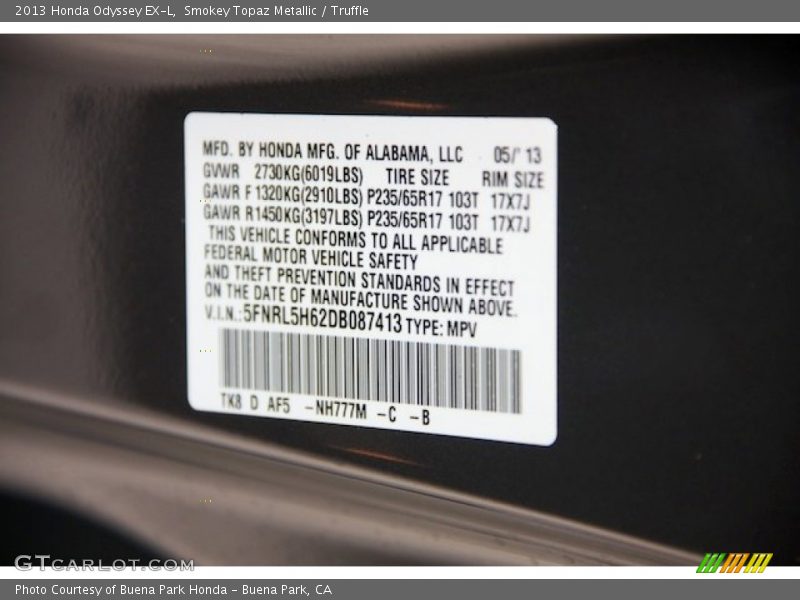 2013 Honda Odyssey EX-L,  Smokey Topaz Metallic / Truffle
MFD. BY HONDA MFG. OF ALABAMA, LLC 05/' 13
GVWR 2730KG(6019LBS) TIRE SIZE RIM SIZE
GAWR F 1320KG(2910LBS) P235/65R17 103T 17X7J
GAWR R1450KG(3197LBS) P235/65R17 103T 17X7J
THIS VEHICLE CONFORMS TO ALL APPLICABLE
FEDERAL MOTOR VEHICLE SAFETY
AND THEFT PREVENTION STANDARDS IN EFFECT
ON THE DATE OF MANUFACTURE SHOWN ABOVE.
V.I.N.: 5FNRL5H62DB087413 TYPE: MPV
TK8 D AF5 -NH777M -C -B
GTCARLOT.COM
Photo Courtesy of Buena Park Honda - Buena Park, CA